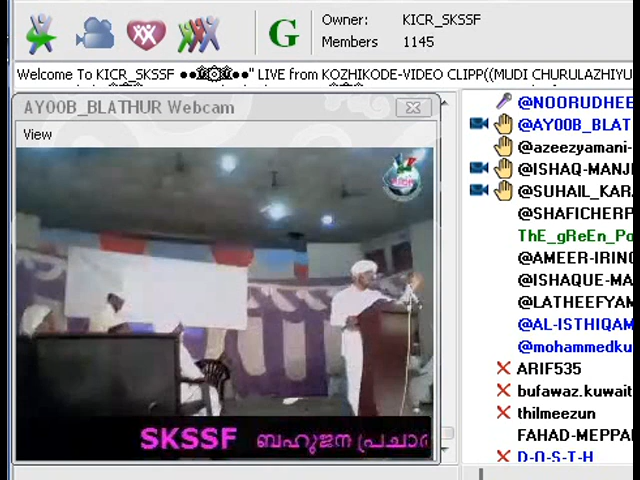 Owner: KICR_SKSSF
G
Members 1145
Welcome To KICR_SKSSF ●●۞●●" LIVE from KOZHIKODE-VIDEO CLIPP((MUDI CHURULAZHIYU
AYOOB_BLATHUR Webcam
View
SKSSF ബഹുജന പ്രചാര
@NOORUDHEE
@AYOOB_BLAT
@azeezyamani-
@ISHAQ-MANJ
@SUHAIL_KAR
@SHAFICHERP
ThE_gReEn_Po
@AMEER-IRING
@ISHAQUE-MA
@LATHEEFYAM
@AL-ISTHIQAM
@mohammedku
ARIF535
bufawaz.kuwait
thilmeezun
FAHAD-MEPPA
D-O-S-T-H